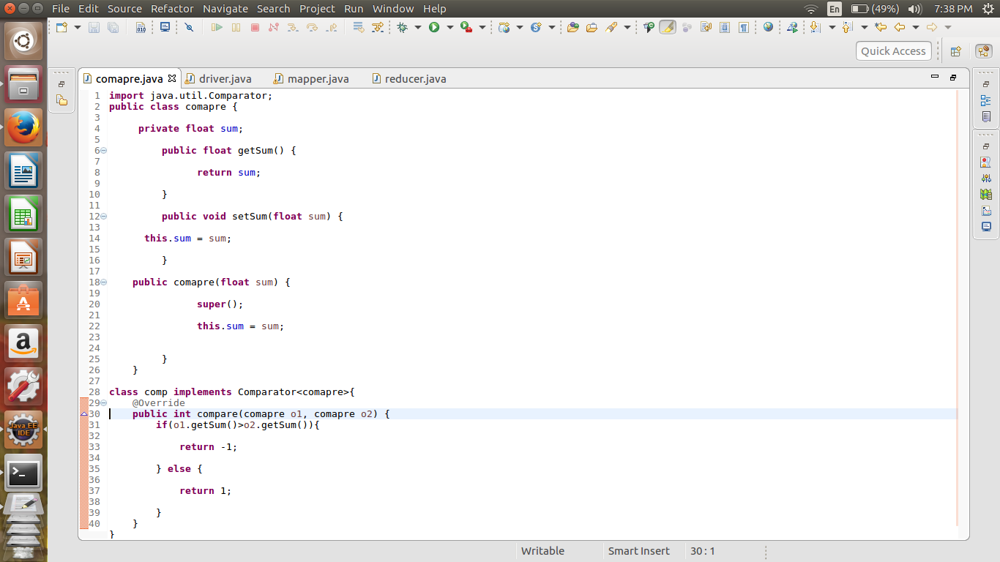 File Edit Source Refactor Navigate Search Project Run Window Help En (49%) 7:38 PM
Quick Access
comapre.java driver.java mapper.java reducer.java
1 import java.util.Comparator;
2 public class comapre {
3
4 private float sum;
5
6 public float getSum() {
7
8 return sum;
9
10 }
11
12 public void setSum(float sum) {
13
14 this.sum = sum;
15
16 }
17
18 public comapre(float sum) {
19
20 super();
21
22 this.sum = sum;
23
24
25 }
26 }
27
28 class comp implements Comparator<comapre>{
29 @Override
30 public int compare(comapre o1, comapre o2) {
31 if(o1.getSum()>o2.getSum()){
32
33 return -1;
34
35 } else {
36
37 return 1;
38
39 }
40 }
}
Java EE
IDE
Writable Smart Insert 30 : 1